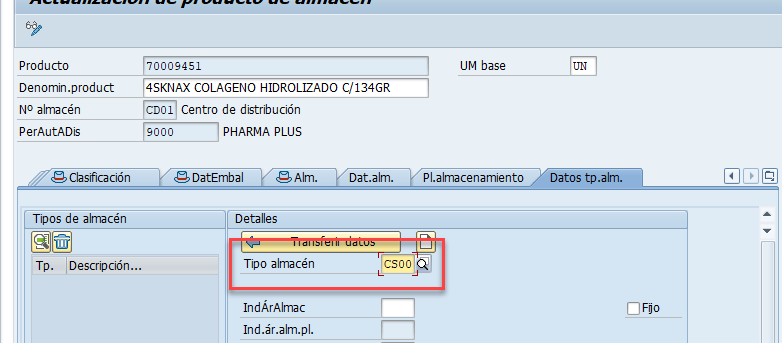 Actualización de producto de almacén
Producto 70009451 UM base UN
Denomin.product 4SKNAX COLAGENO HIDROLIZADO C/134GR
Nº almacén CD01 Centro de distribución
PerAutADis 9000 PHARMA PLUS
Clasificación DatEmbal Alm. Dat.alm. Pl.almacenamiento Datos tp.alm.
Tipos de almacén Detalles
Transferir datos
Tp. Descripción... Tipo almacén CS00
IndÁrAlmac Fijo
Ind.ár.alm.pl.